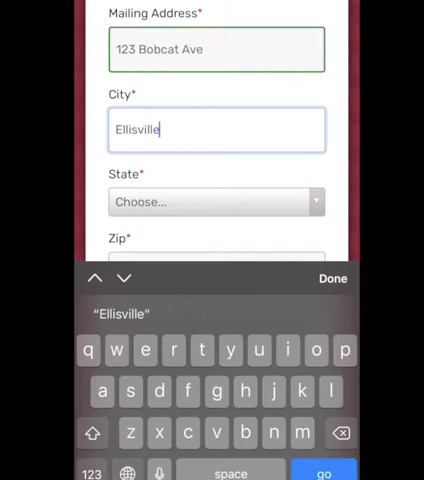 Mailing Address*
123 Bobcat Ave
City*
Ellisville
State*
Choose...
Zip*
Done
“Ellisville”
q w e r t y u i o p
a s d f g h j k l
z x c v b n m
123 space go